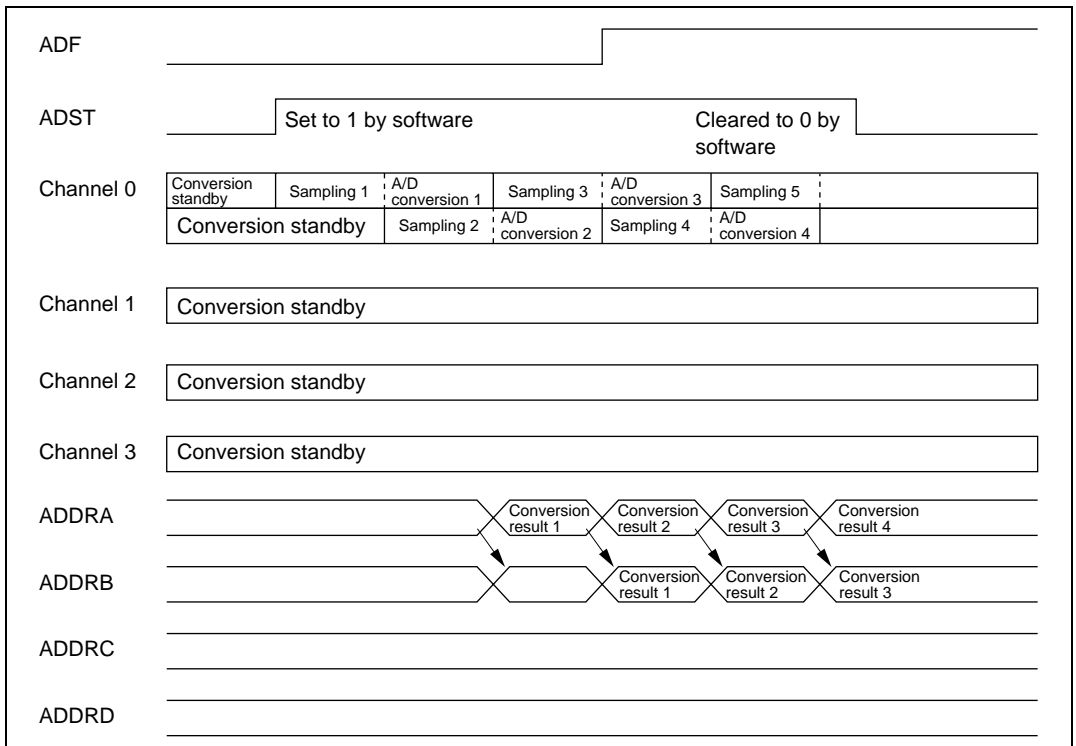 ADF
ADST
Set to 1 by software
Cleared to 0 by
software
Channel 0
Conversion
standby
Sampling 1
A/D
conversion 1
Sampling 3
A/D
conversion 3
Sampling 5
Conversion standby
Sampling 2
A/D
conversion 2
Sampling 4
A/D
conversion 4
Channel 1
Conversion standby
Channel 2
Conversion standby
Channel 3
Conversion standby
ADDRA
Conversion
result 1
Conversion
result 2
Conversion
result 3
Conversion
result 4
ADDRB
Conversion
result 1
Conversion
result 2
Conversion
result 3
ADDRC
ADDRD